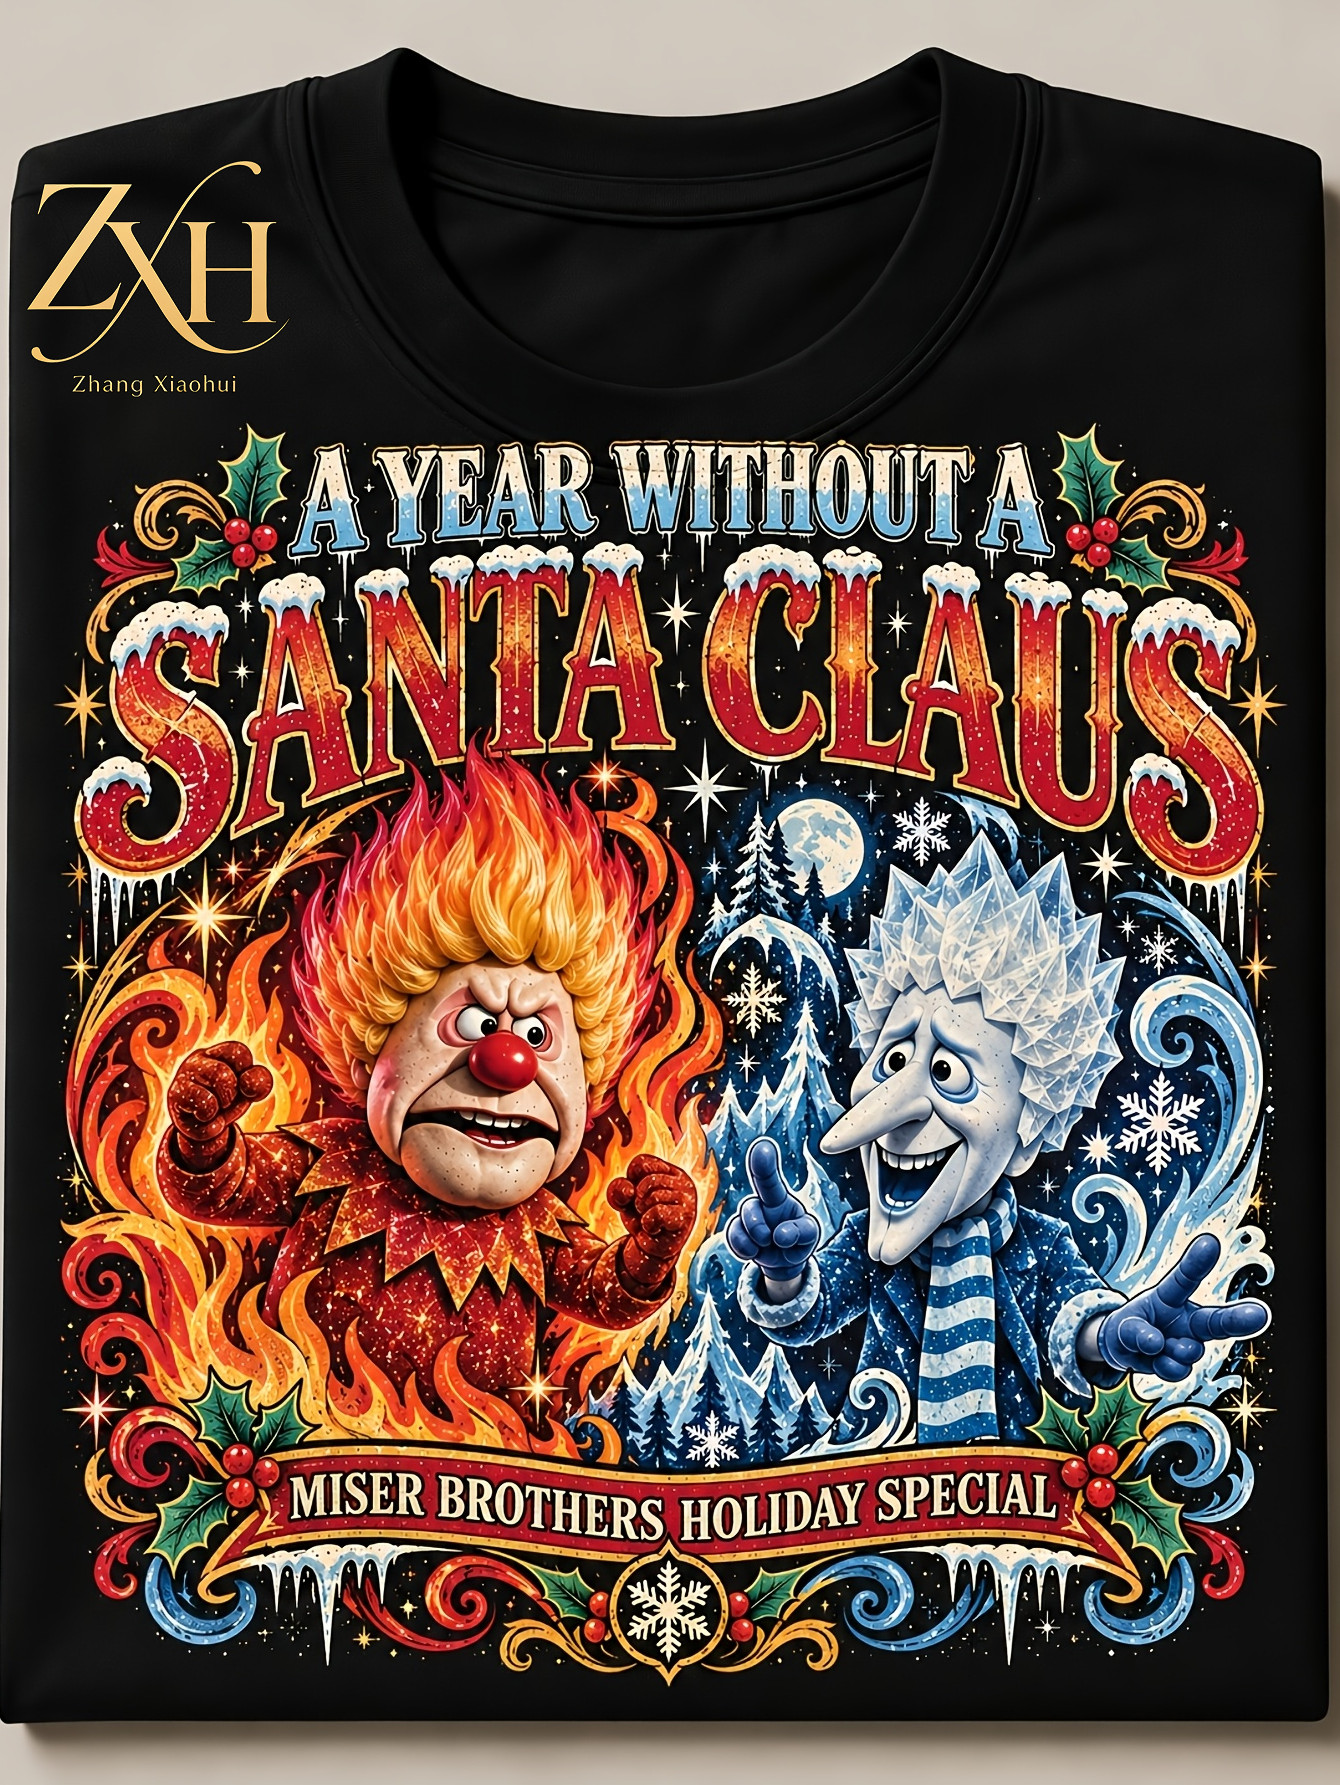 ZXH
Zhang Xiaohui
A YEAR WITHOUT A
SANTA CLAUS
MISER BROTHERS HOLIDAY SPECIAL